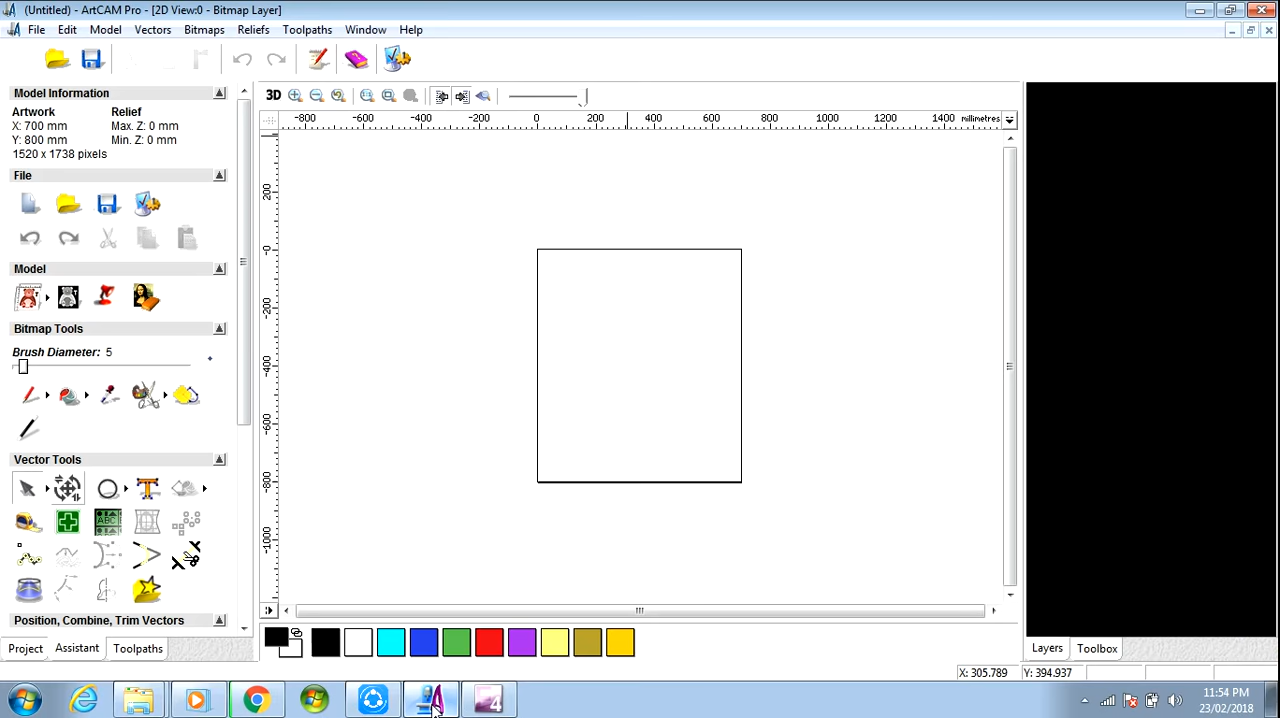 (Untitled) - ArtCAM Pro - [2D View:0 - Bitmap Layer]
File Edit Model Vectors Bitmaps Reliefs Toolpaths Window Help
Model Information
Artwork Relief
X: 700 mm Max. Z: 0 mm
Y: 800 mm Min. Z: 0 mm
1520 x 1738 pixels
File
Model
Bitmap Tools
Brush Diameter: 5
Vector Tools
ABC
Position, Combine, Trim Vectors
Project Assistant Toolpaths
3D
-800 -600 -400 -200 0 200 400 600 800 1000 1200 1400 millimetres
200
-0
-200
-400
-600
-800
-1000
Layers Toolbox
X: 305.789 Y: 394.937
4
11:54 PM
23/02/2018